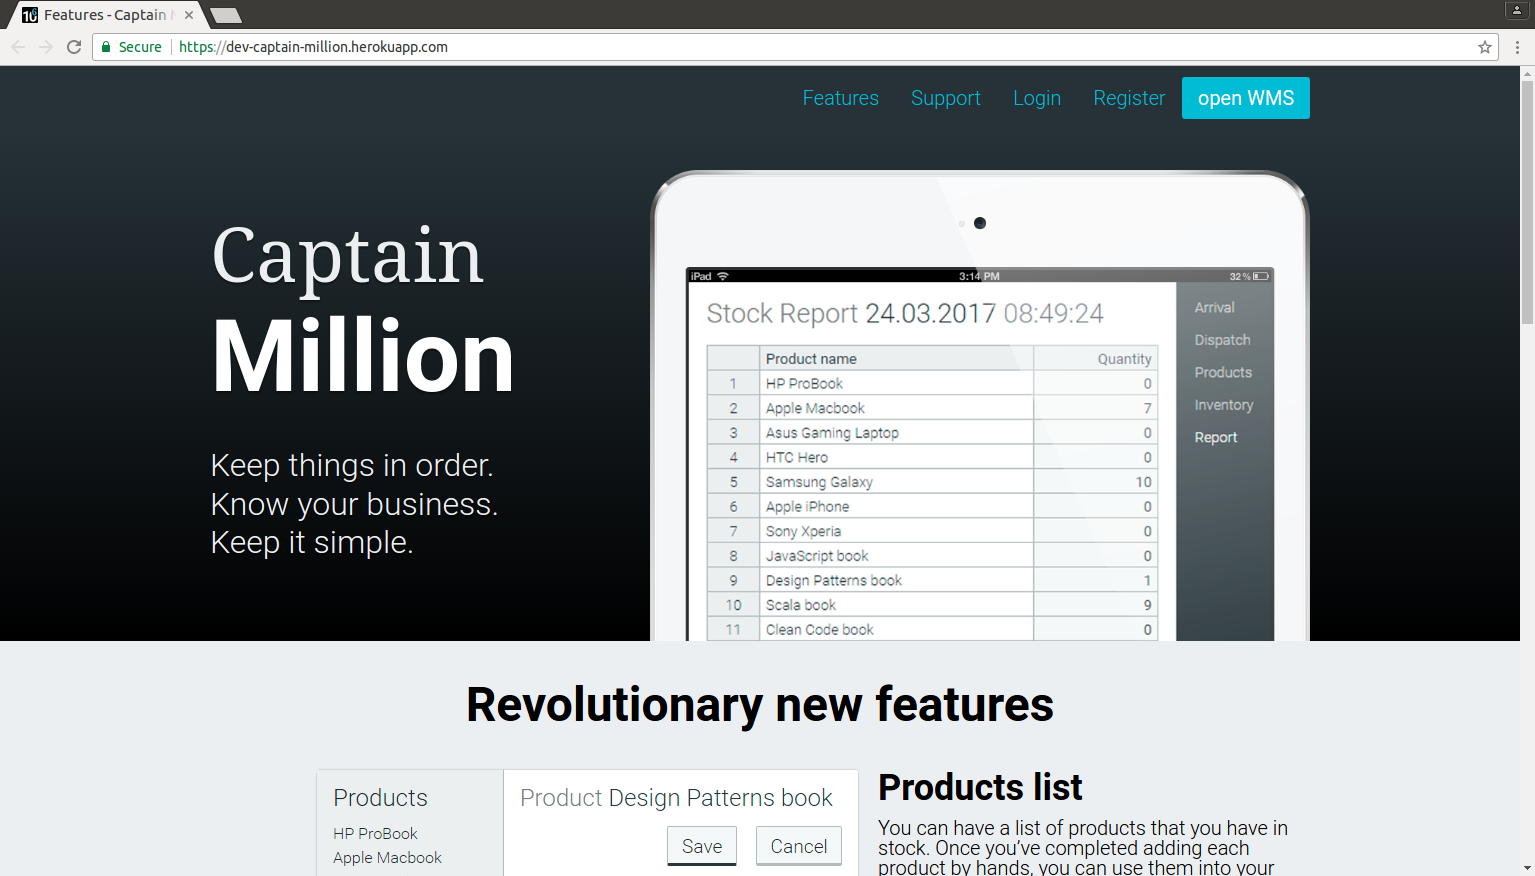 Features - Captain
Secure
https://dev-captain-million.herokuapp.com
Features Support Login Register open WMS
Captain
Million
Keep things in order.
Know your business.
Keep it simple.
iPad 3:14 PM 32%
Stock Report 24.03.2017 08:49:24
Product name Quantity
1 HP ProBook 0
2 Apple Macbook 7
3 Asus Gaming Laptop 0
4 HTC Hero 0
5 Samsung Galaxy 10
6 Apple iPhone 0
7 Sony Xperia 0
8 JavaScript book 0
9 Design Patterns book 1
10 Scala book 9
11 Clean Code book 0
Arrival
Dispatch
Products
Inventory
Report
Revolutionary new features
Products
HP ProBook
Apple Macbook
Product Design Patterns book
Save Cancel
Products list
You can have a list of products that you have in
stock. Once you’ve completed adding each
product by hands, you can use them into your